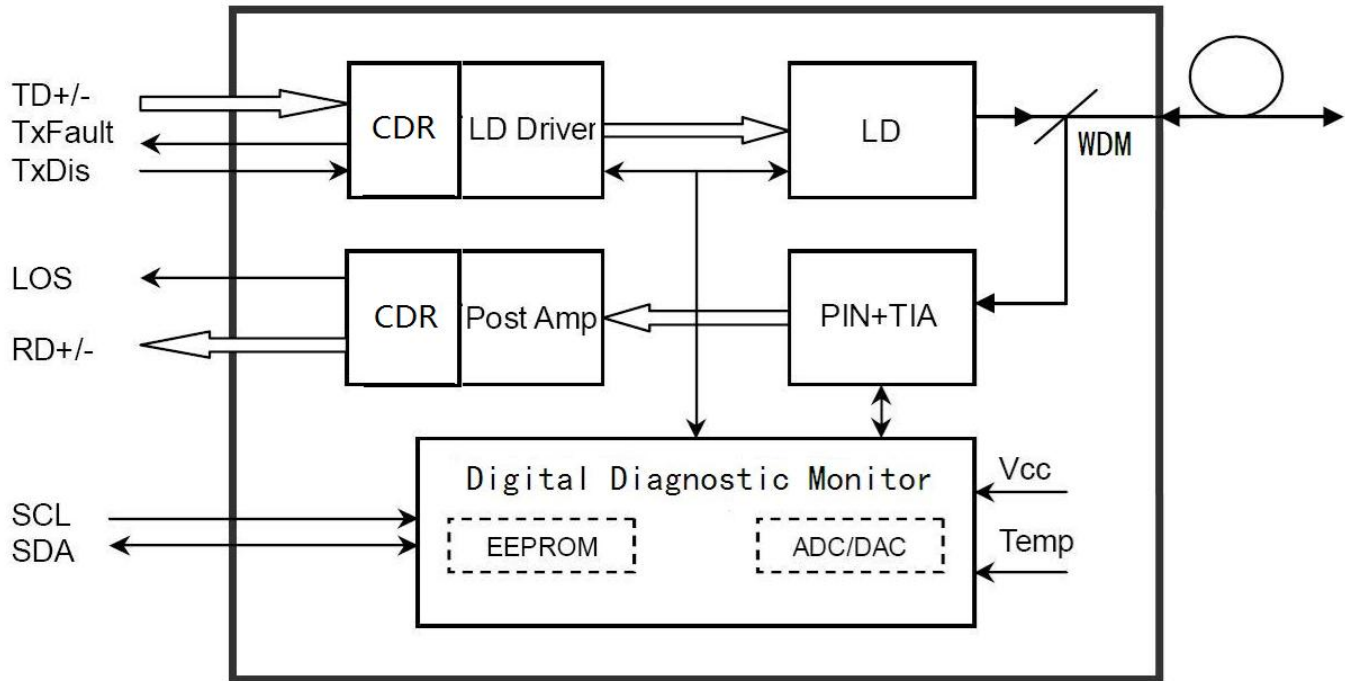 TD+/-
TxFault
TxDis
CDR
LD Driver
LD
WDM
LOS
RD+/-
CDR
Post Amp
PIN+TIA
Digital Diagnostic Monitor
EEPROM
ADC/DAC
Vcc
Temp
SCL
SDA